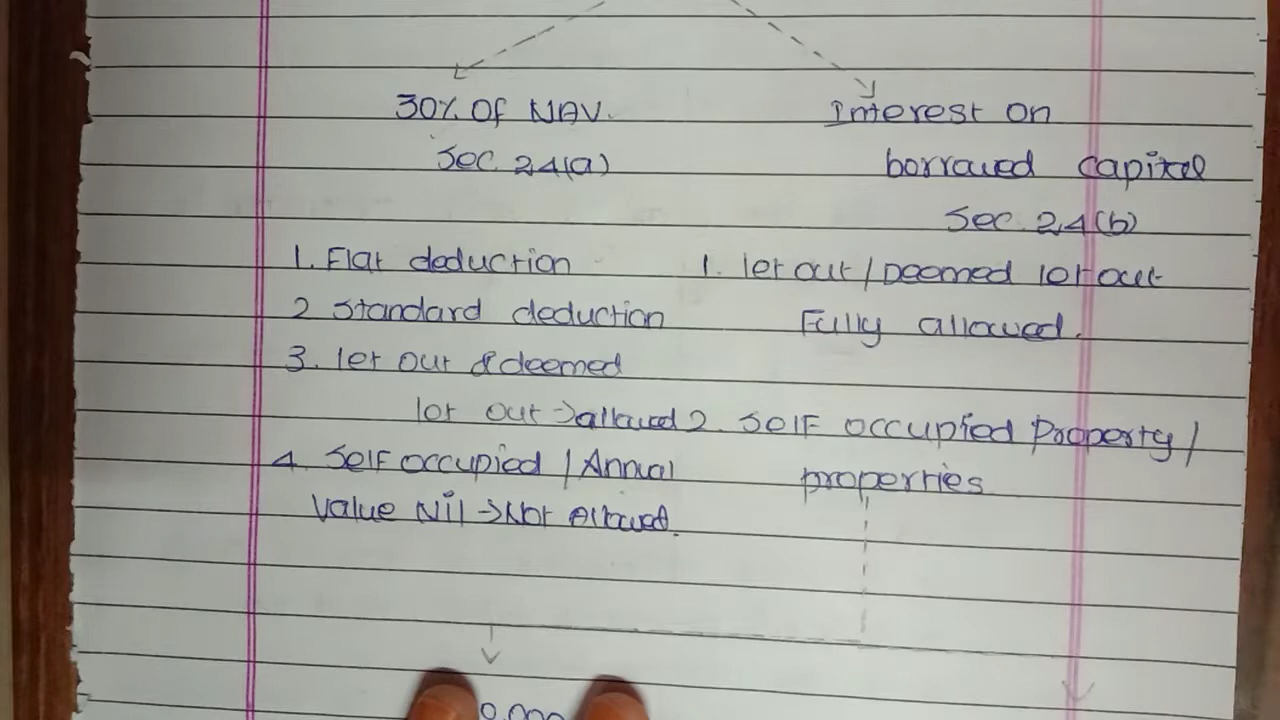 30% Of NAV.
Sec. 24(a)
1. Flat deduction
2 Standard deduction
3. let out & deemed
let out → allowed
4. Self occupied / Annual
Value Nil → Not Allowed.
Interest on
borrowed capital
Sec. 24(b)
1. let out / Deemed let out
Fully allowed.
2. Self occupied Property /
properties